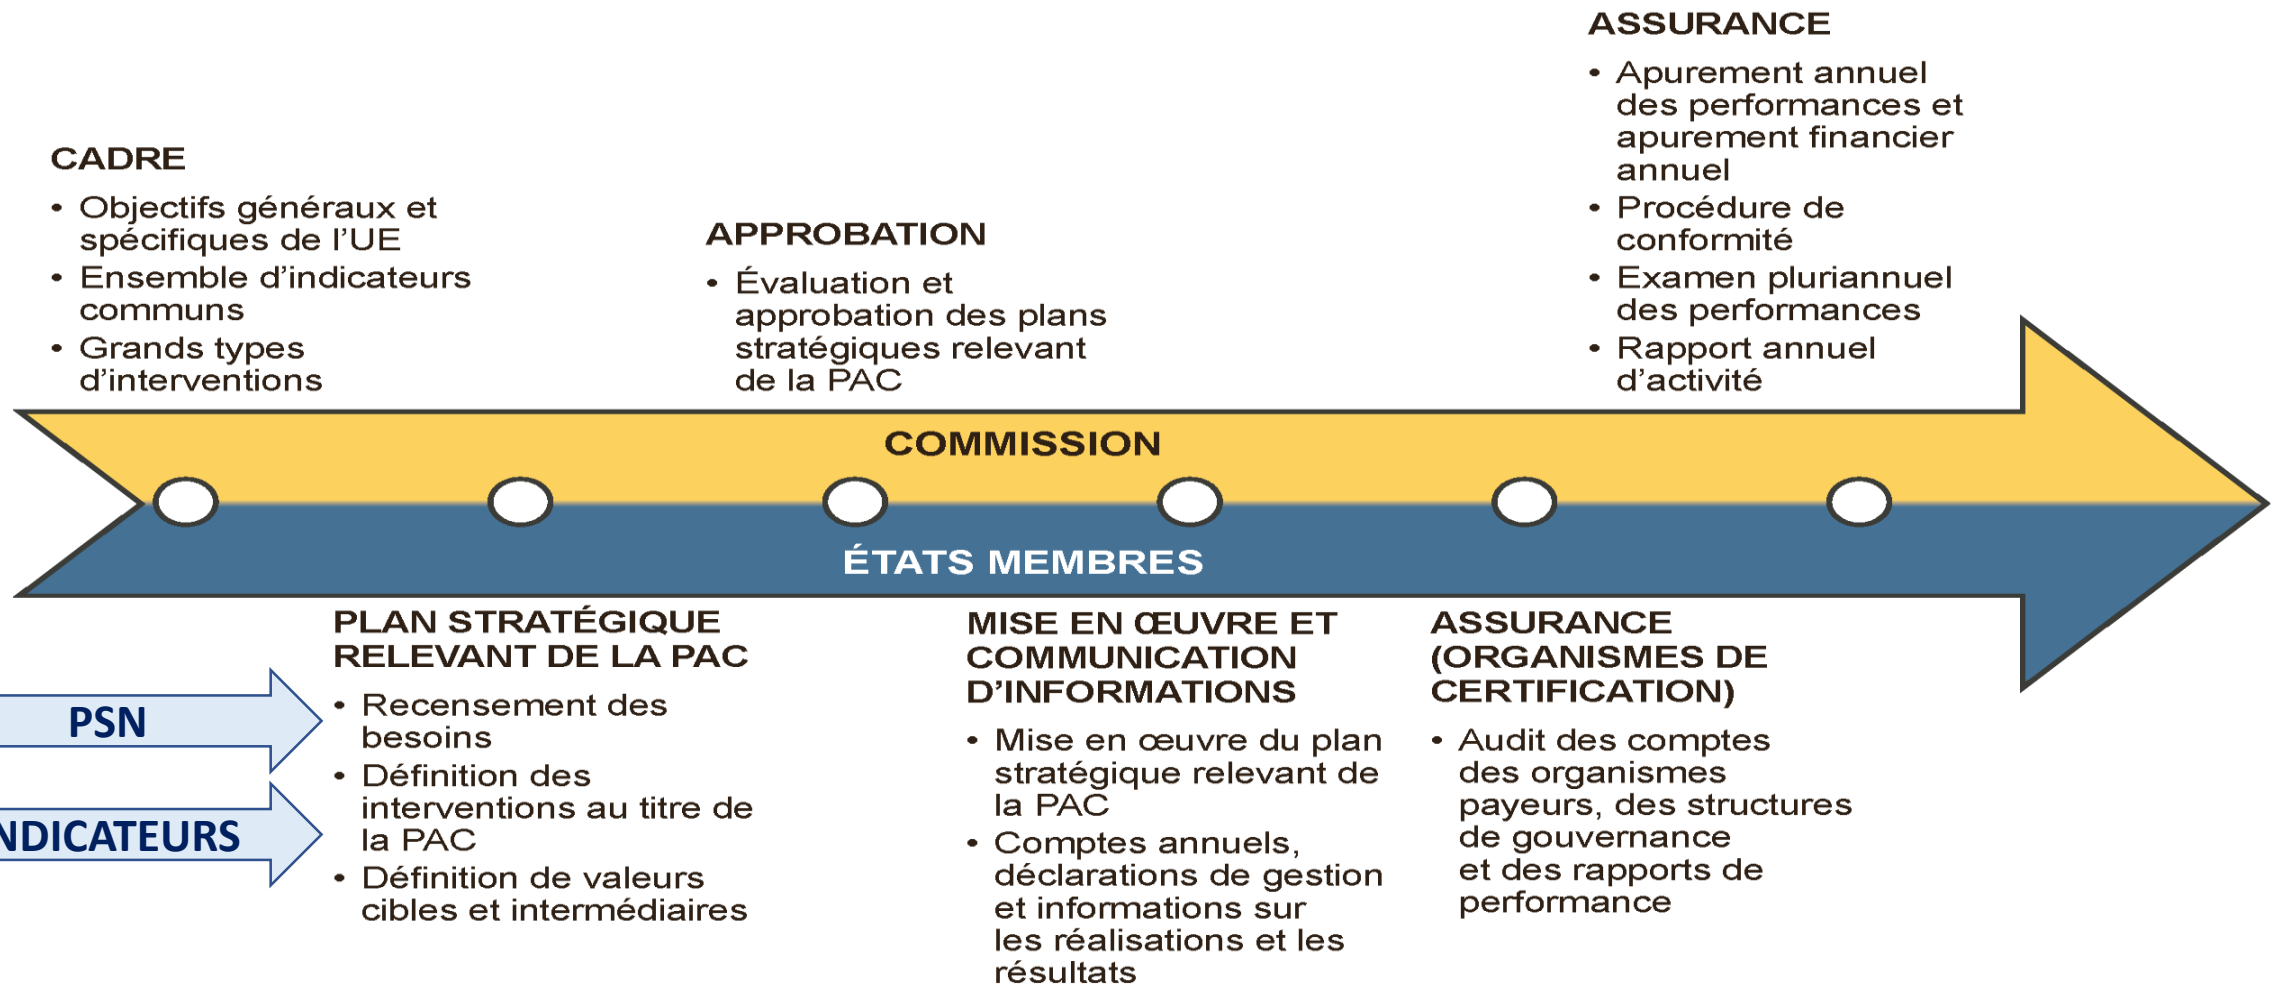 CADRE
• Objectifs généraux et
spécifiques de l’UE
• Ensemble d’indicateurs
communs
• Grands types
d’interventions
APPROBATION
• Évaluation et
approbation des plans
stratégiques relevant
de la PAC
ASSURANCE
• Apurement annuel
des performances et
apurement financier
annuel
• Procédure de
conformité
• Examen pluriannuel
des performances
• Rapport annuel
d’activité
COMMISSION
ÉTATS MEMBRES
PSN
NDICATEURS
PLAN STRATÉGIQUE
RELEVANT DE LA PAC
• Recensement des
besoins
• Définition des
interventions au titre de
la PAC
• Définition de valeurs
cibles et intermédiaires
MISE EN ŒUVRE ET
COMMUNICATION
D’INFORMATIONS
• Mise en œuvre du plan
stratégique relevant de
la PAC
• Comptes annuels,
déclarations de gestion
et informations sur
les réalisations et les
résultats
ASSURANCE
(ORGANISMES DE
CERTIFICATION)
• Audit des comptes
des organismes
payeurs, des structures
de gouvernance
et des rapports de
performance